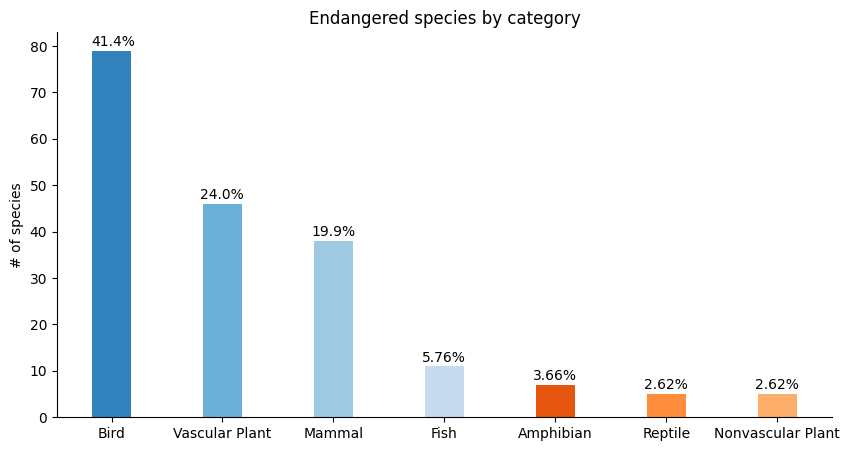 Endangered species by category
# of species
80
70
60
50
40
30
20
10
0
41.4%
24.0%
19.9%
5.76%
3.66%
2.62%
2.62%
Bird
Vascular Plant
Mammal
Fish
Amphibian
Reptile
Nonvascular Plant